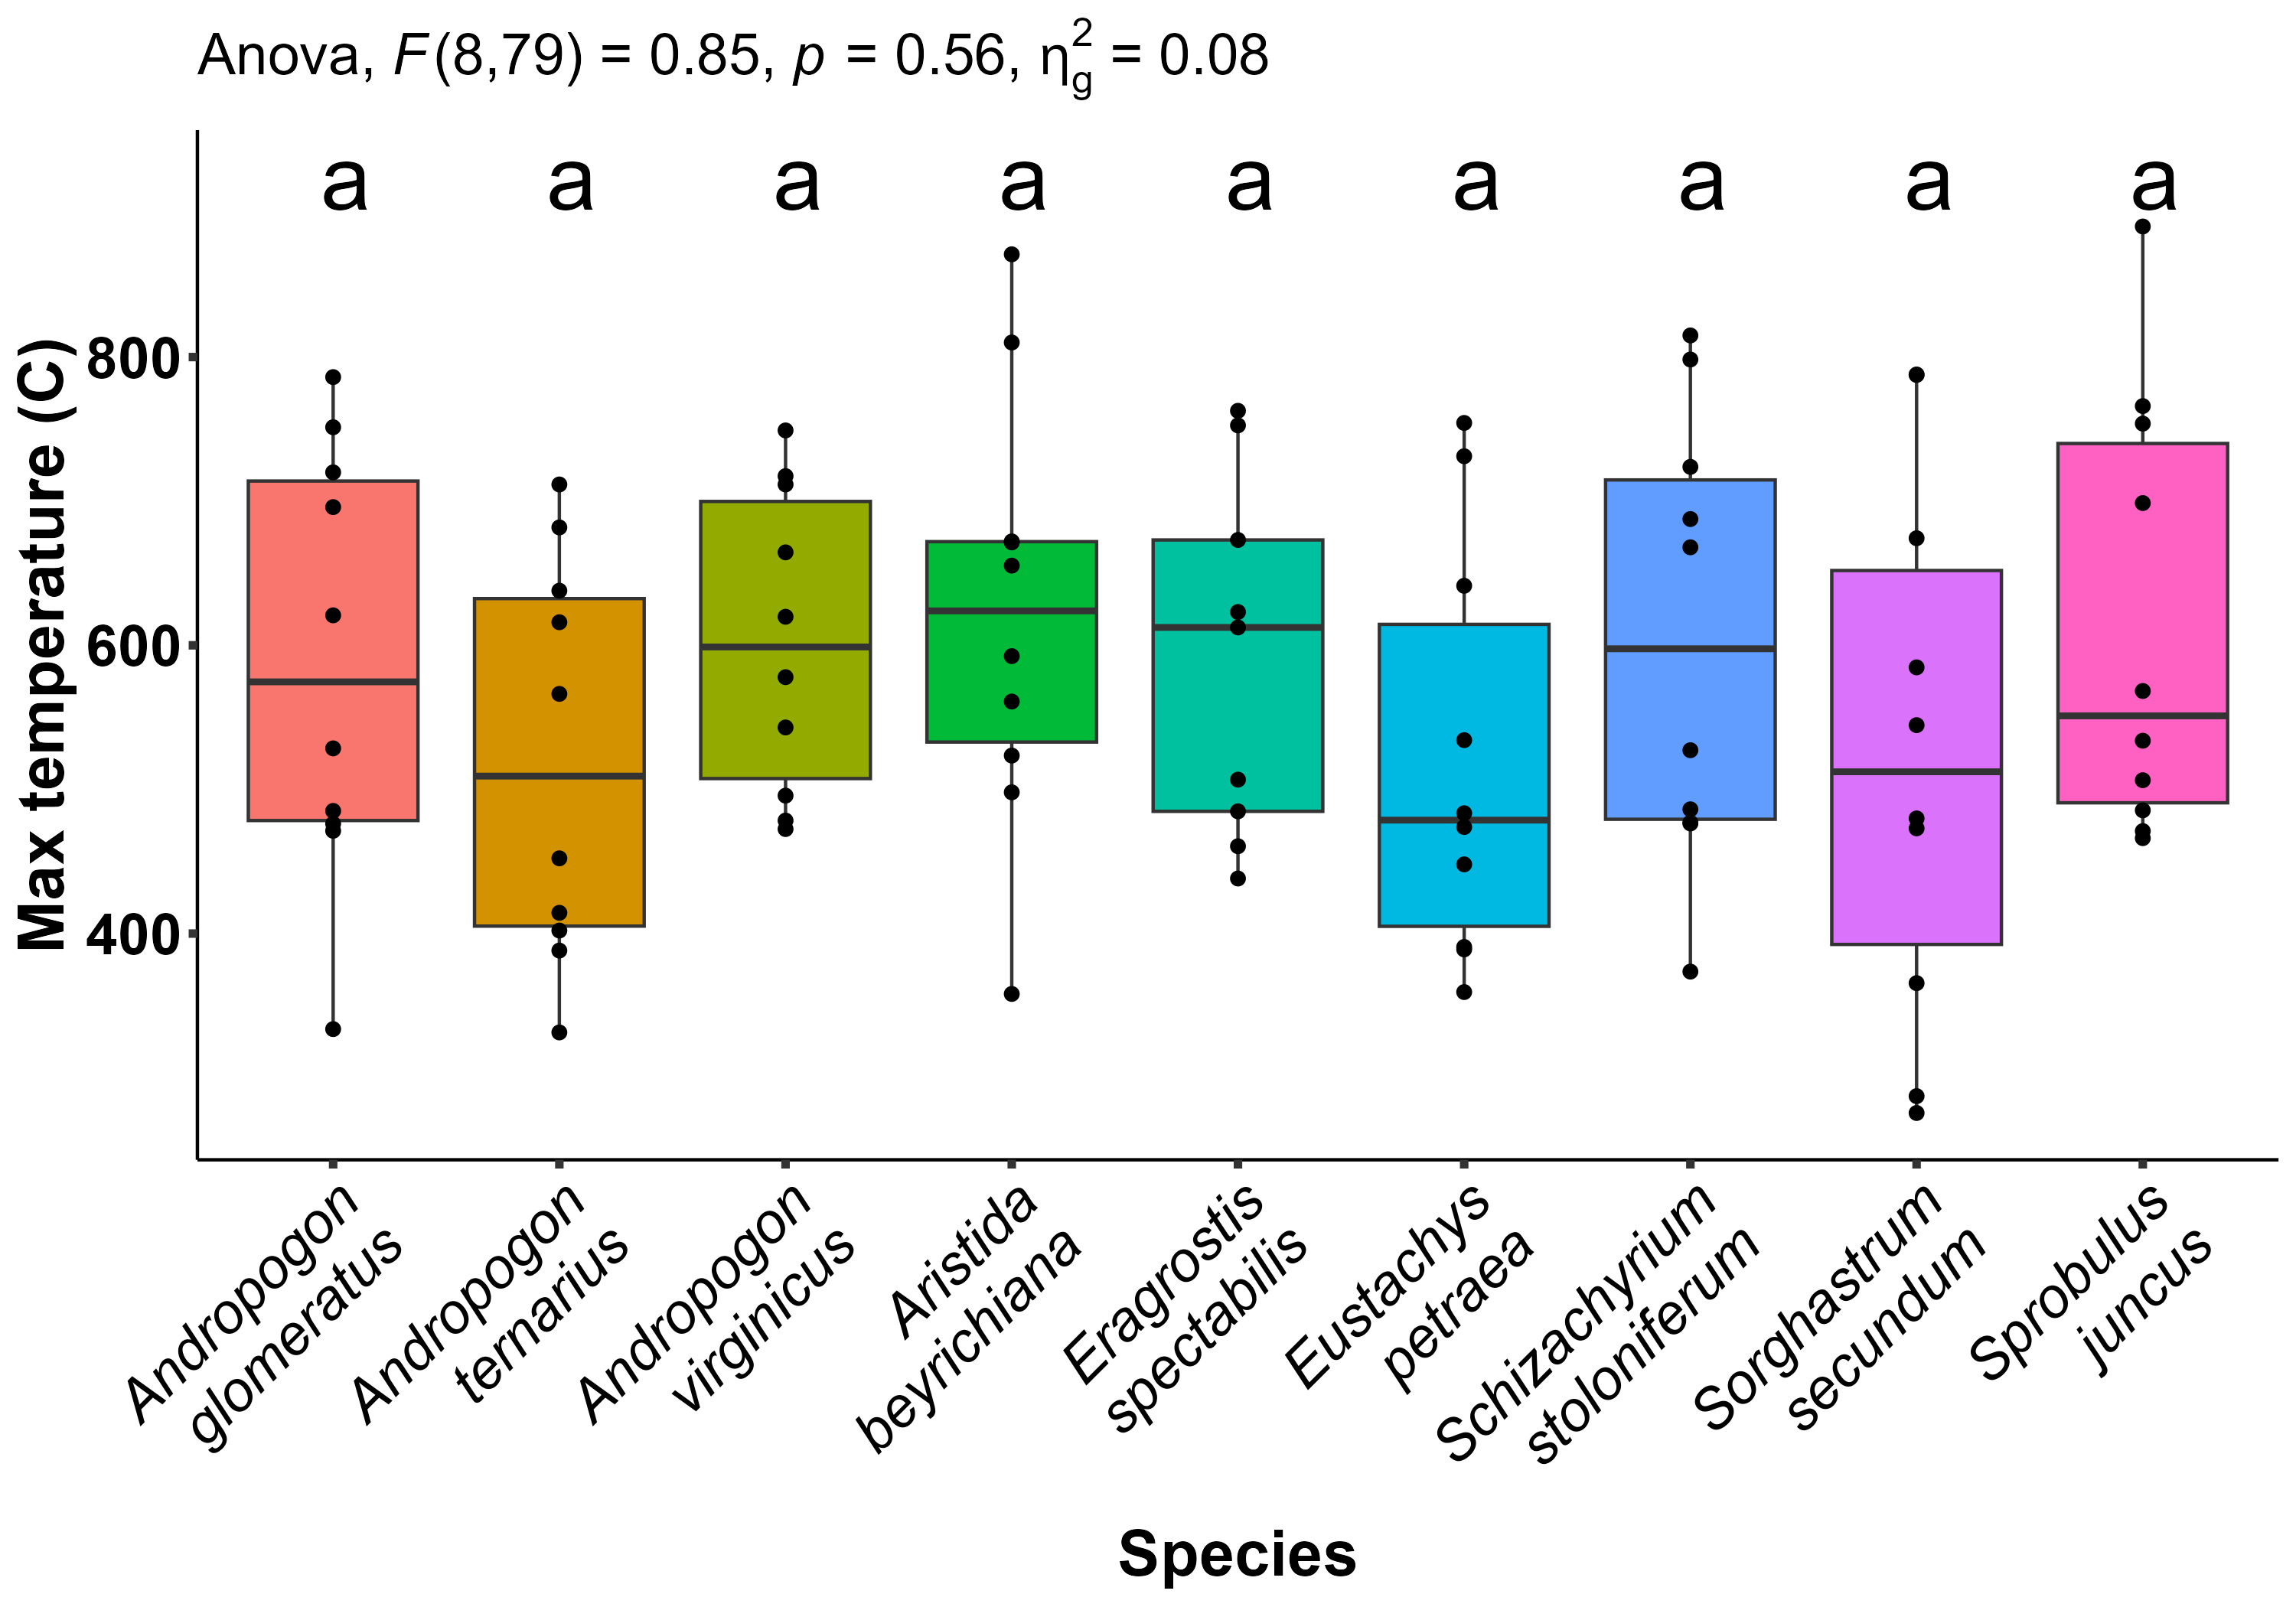 Anova, F(8,79) = 0.85, p = 0.56, η²g = 0.08
a a a a a a a a a
Max temperature (C)
800
600
400
Andropogon
glomeratus
Andropogon
ternarius
Andropogon
virginicus
Aristida
beyrichiana
Eragrostis
spectabilis
Eustachys
petraea
Schizachyrium
stoloniferum
Sorghastrum
secundum
Sprobulus
juncus
Species